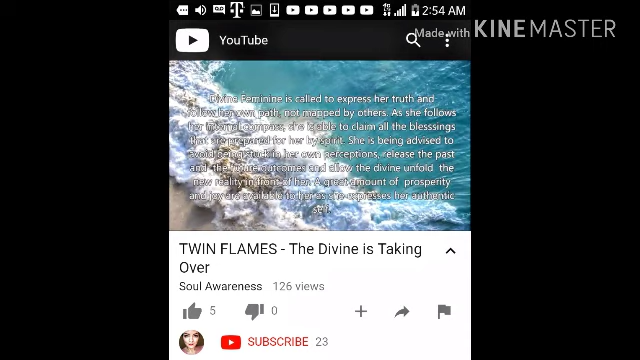 2:54 AM
Made with KINEMASTER
YouTube
Divine Feminine is called to express her truth and
follow her own path, not mapped by others. As she follows
her internal compass, she is able to claim all the blesssings
that are prepared for her by spirit. She is being advised to
avoid being stuck in her own perceptions, release the past
and the future outcomes and allow the divine unfold the
new reality in front of her. A great amount of prosperity
and joy are available to her as she expresses her authentic
self.
TWIN FLAMES - The Divine is Taking
Over
Soul Awareness 126 views
5 0
SUBSCRIBE 23